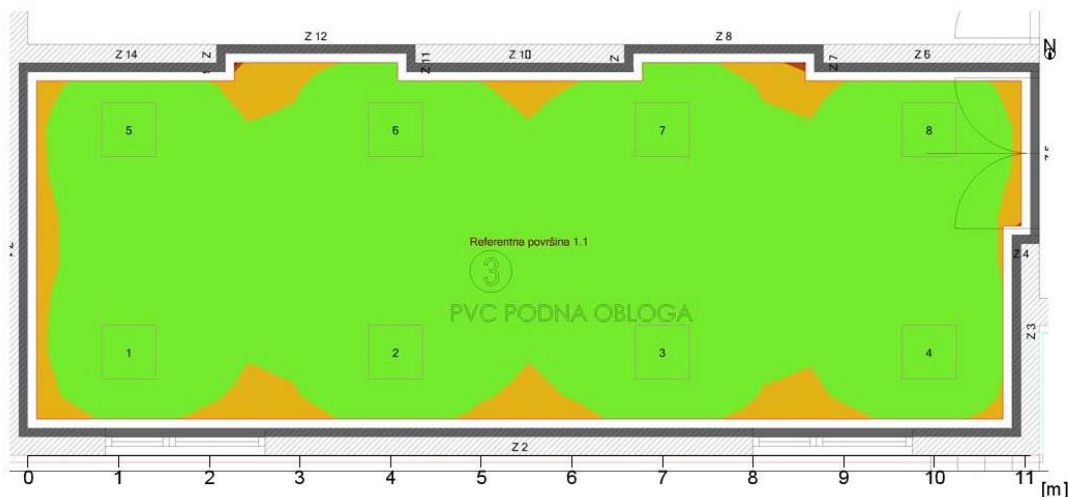 N
Z 12
Z 8
Z 14
Z
Z 11
Z 10
Z
Z 7
Z 6
1
5
6
7
8
Z 5
Referentna površina 1.1
3
Z 4
PVC PODNA OBLOGA
Z 3
1
2
3
4
Z 2
0 1 2 3 4 5 6 7 8 9 10 11
[m]